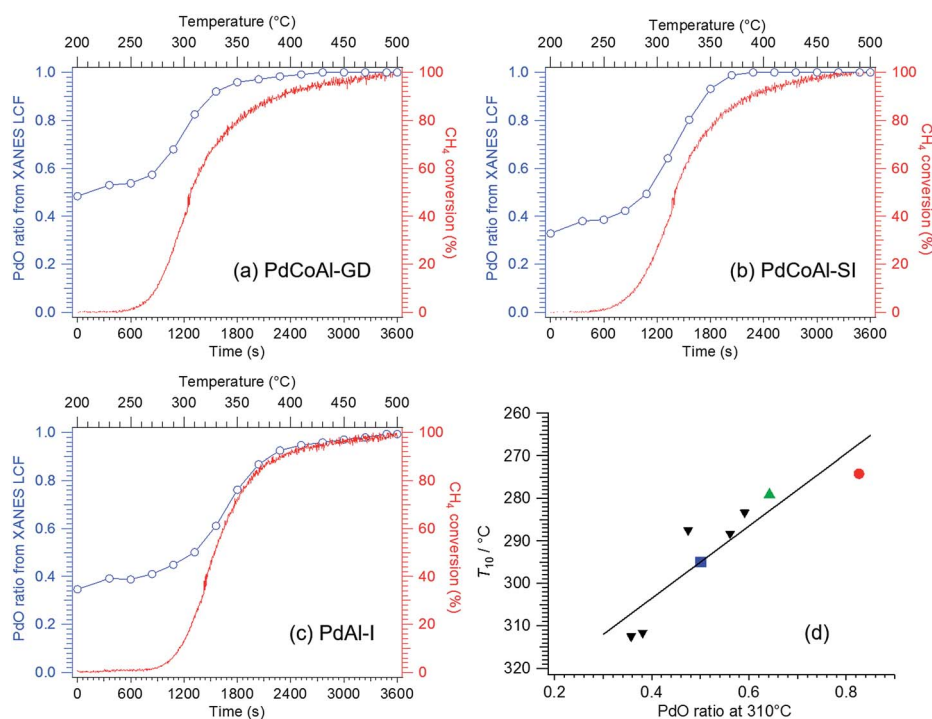 Temperature (°C)
200 250 300 350 400 450 500
1.0
0.8
0.6
0.4
0.2
0.0
PdO ratio from XANES LCF
100
80
60
40
20
0
CH₄ conversion (%)
(a) PdCoAl-GD
0 600 1200 1800 2400 3000 3600
Time (s)
Temperature (°C)
200 250 300 350 400 450 500
1.0
0.8
0.6
0.4
0.2
0.0
PdO ratio from XANES LCF
100
80
60
40
20
0
CH₄ conversion (%)
(b) PdCoAl-SI
0 600 1200 1800 2400 3000 3600
Time (s)
Temperature (°C)
200 250 300 350 400 450 500
1.0
0.8
0.6
0.4
0.2
0.0
PdO ratio from XANES LCF
100
80
60
40
20
0
CH₄ conversion (%)
(c) PdAl-I
0 600 1200 1800 2400 3000 3600
Time (s)
260
270
280
290
300
310
320
T₁₀ / °C
(d)
0.2 0.4 0.6 0.8
PdO ratio at 310°C